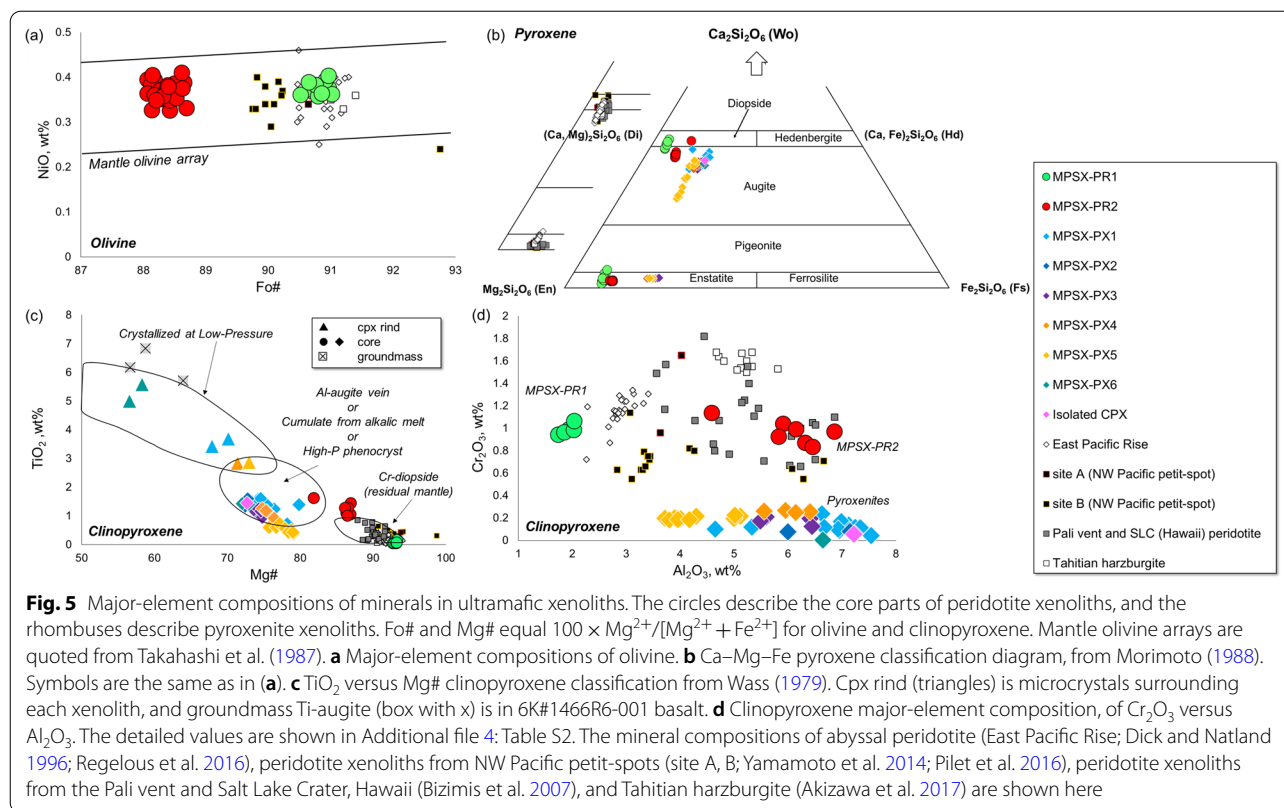 (a)
0.5
0.4
0.3
0.2
0.1
0
NiO, wt%
Mantle olivine array
Olivine
87
88
89
90
91
92
93
Fo#
(b)
Pyroxene
Ca2Si2O6 (Wo)
Diopside
(Ca, Mg)2Si2O6 (Di)
Hedenbergite
(Ca, Fe)2Si2O6 (Hd)
Augite
Pigeonite
Mg2Si2O6 (En)
Enstatite
Ferrosilite
Fe2Si2O6 (Fs)
(c)
8
7
6
5
4
3
2
1
0
TiO2 ,wt%
Crystallized at Low-Pressure
cpx rind
core
groundmass
Al-augite vein
or
Cumulate from alkalic melt
or
High-P phenocryst
Cr-diopside
(residual mantle)
Clinopyroxene
50
60
70
80
90
100
Mg#
(d)
2
1.8
1.6
1.4
1.2
1
0.8
0.6
0.4
0.2
0
Cr2O3, wt%
MPSX-PR1
MPSX-PR2
Pyroxenites
Clinopyroxene
1
2
3
4
5
6
7
8
Al2O3, wt%
MPSX-PR1
MPSX-PR2
MPSX-PX1
MPSX-PX2
MPSX-PX3
MPSX-PX4
MPSX-PX5
MPSX-PX6
Isolated CPX
East Pacific Rise
site A (NW Pacific petit-spot)
site B (NW Pacific petit-spot)
Pali vent and SLC (Hawaii) peridotite
Tahitian harzburgite
Fig. 5 Major-element compositions of minerals in ultramafic xenoliths. The circles describe the core parts of peridotite xenoliths, and the
rhombuses describe pyroxenite xenoliths. Fo# and Mg# equal 100 × Mg2+/[Mg2+ + Fe2+] for olivine and clinopyroxene. Mantle olivine arrays are
quoted from Takahashi et al. (1987). a Major-element compositions of olivine. b Ca–Mg–Fe pyroxene classification diagram, from Morimoto (1988).
Symbols are the same as in (a). c TiO2 versus Mg# clinopyroxene classification from Wass (1979). Cpx rind (triangles) is microcrystals surrounding
each xenolith, and groundmass Ti-augite (box with x) is in 6K#1466R6-001 basalt. d Clinopyroxene major-element composition, of Cr2O3 versus
Al2O3. The detailed values are shown in Additional file 4: Table S2. The mineral compositions of abyssal peridotite (East Pacific Rise; Dick and Natland
1996; Regelous et al. 2016), peridotite xenoliths from NW Pacific petit-spots (site A, B; Yamamoto et al. 2014; Pilet et al. 2016), peridotite xenoliths
from the Pali vent and Salt Lake Crater, Hawaii (Bizimis et al. 2007), and Tahitian harzburgite (Akizawa et al. 2017) are shown here